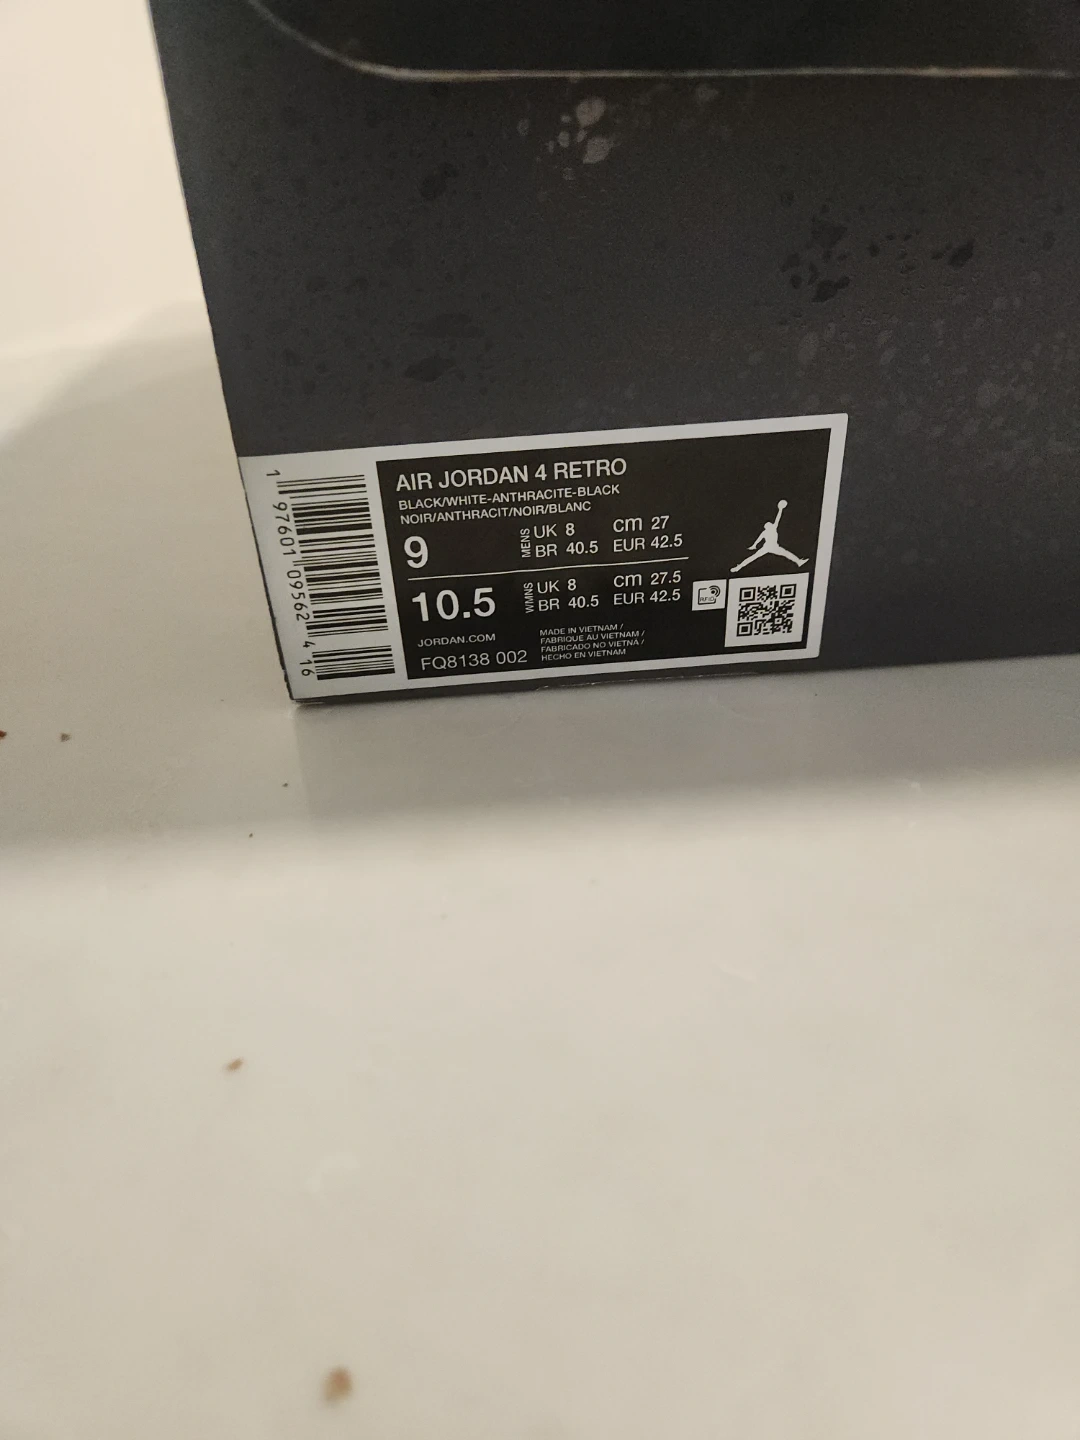 AIR JORDAN 4 RETRO
BLACK/WHITE-ANTHRACITE-BLACK
NOIR/ANTHRACIT/NOIR/BLANC
9
MENS
UK 8 cm 27
BR 40.5 EUR 42.5
10.5
W/MNS
UK 8 cm 27.5
BR 40.5 EUR 42.5
RFID
JORDAN.COM
FQ8138 002
MADE IN VIETNAM /
FABRIQUE AU VIETNAM /
FABRICADO NO VIETNÃ /
HECHO EN VIETNAM
1 97601 09562 4 16